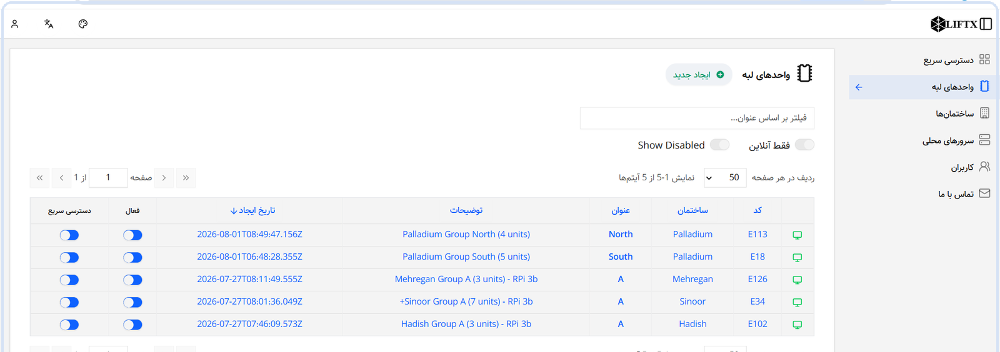 LIFTX
دسترسی سریع
واحدهای لبه
ساختمان‌ها
سرورهای محلی
کاربران
تماس با ما
واحدهای لبه
ایجاد جدید
فیلتر بر اساس عنوان...
فقط آنلاین Show Disabled
ردیف در هر صفحه 50 نمایش 1-5 از 5 آیتم‌ها
صفحه 1 از 1
کد ساختمان عنوان توضیحات تاریخ ایجاد فعال دسترسی سریع
E113 Palladium North Palladium Group North (4 units) 2026-08-01T08:49:47.156Z
E18 Palladium South Palladium Group South (5 units) 2026-08-01T06:48:28.355Z
E126 Mehregan A Mehregan Group A (3 units) - RPi 3b 2026-07-27T08:11:49.555Z
E34 Sinoor A +Sinoor Group A (7 units) - RPi 3b 2026-07-27T08:01:36.049Z
E102 Hadish A Hadish Group A (3 units) - RPi 3b 2026-07-27T07:46:09.573Z